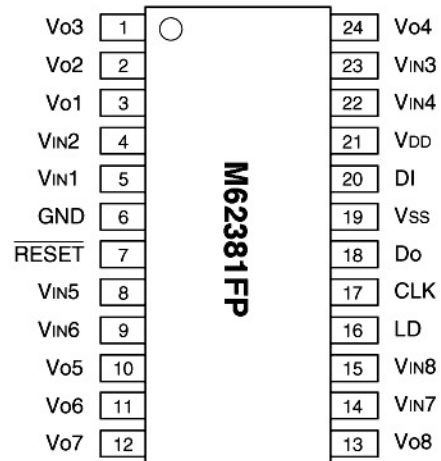 Vo3 1 24 Vo4
Vo2 2 23 VIN3
Vo1 3 22 VIN4
VIN2 4 21 VDD
VIN1 5 20 DI
GND 6 19 VSS
RESET 7 18 Do
VIN5 8 17 CLK
VIN6 9 16 LD
Vo5 10 15 VIN8
Vo6 11 14 VIN7
Vo7 12 13 Vo8
M62381FP